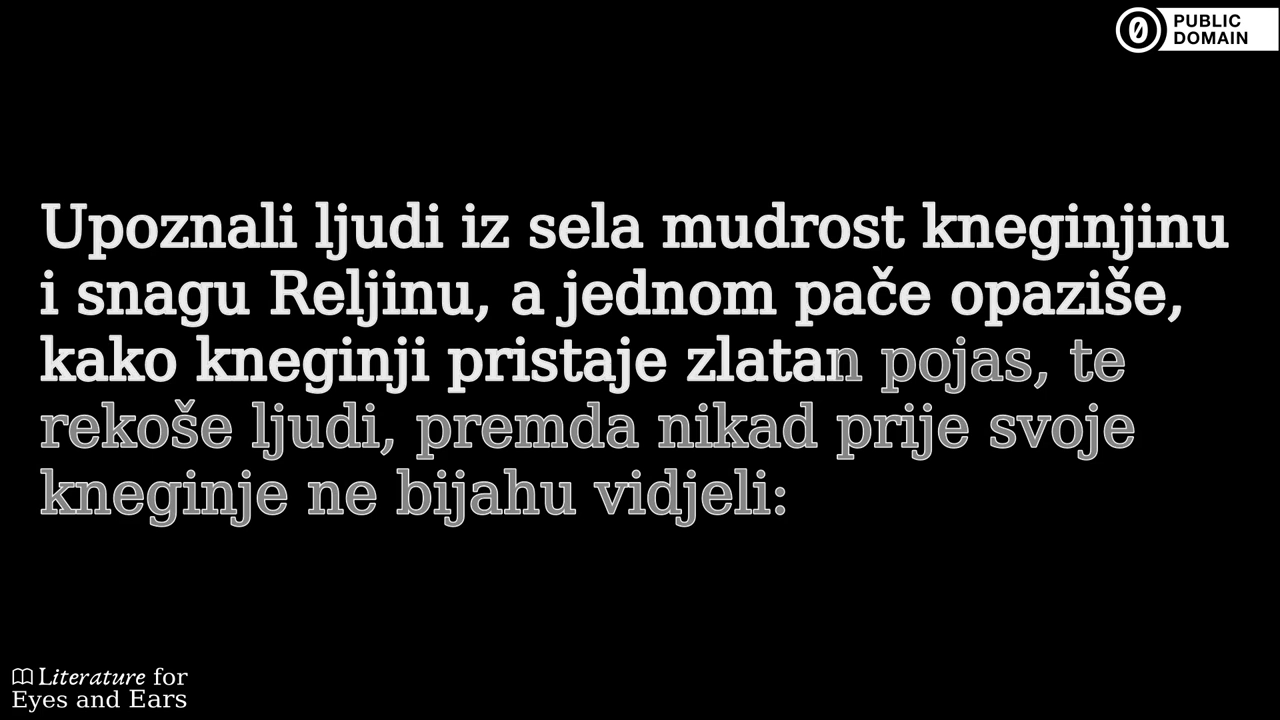 PUBLIC
DOMAIN
Upoznali ljudi iz sela mudrost kneginjinu
i snagu Reljinu, a jednom pače opaziše,
kako kneginji pristaje zlatan pojas, te
rekoše ljudi, premda nikad prije svoje
kneginje ne bijahu vidjeli:
Literature for
Eyes and Ears